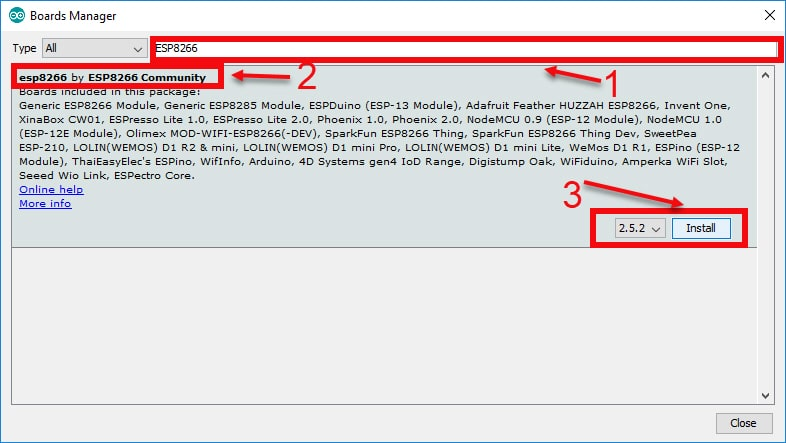 Boards Manager
Type All ESP8266
1
esp8266 by ESP8266 Community
2
Boards included in this package:
Generic ESP8266 Module, Generic ESP8285 Module, ESPDuino (ESP-13 Module), Adafruit Feather HUZZAH ESP8266, Invent One,
XinaBox CW01, ESPresso Lite 1.0, ESPresso Lite 2.0, Phoenix 1.0, Phoenix 2.0, NodeMCU 0.9 (ESP-12 Module), NodeMCU 1.0
(ESP-12E Module), Olimex MOD-WIFI-ESP8266(-DEV), SparkFun ESP8266 Thing, SparkFun ESP8266 Thing Dev, SweetPea
ESP-210, LOLIN(WEMOS) D1 R2 & mini, LOLIN(WEMOS) D1 mini Pro, LOLIN(WEMOS) D1 mini Lite, WeMos D1 R1, ESPino (ESP-12
Module), ThaiEasyElec's ESPino, WifInfo, Arduino, 4D Systems gen4 IoD Range, Digistump Oak, WiFiduino, Amperka WiFi Slot,
Seeed Wio Link, ESPectro Core.
Online help
More info
3
2.5.2 Install
Close